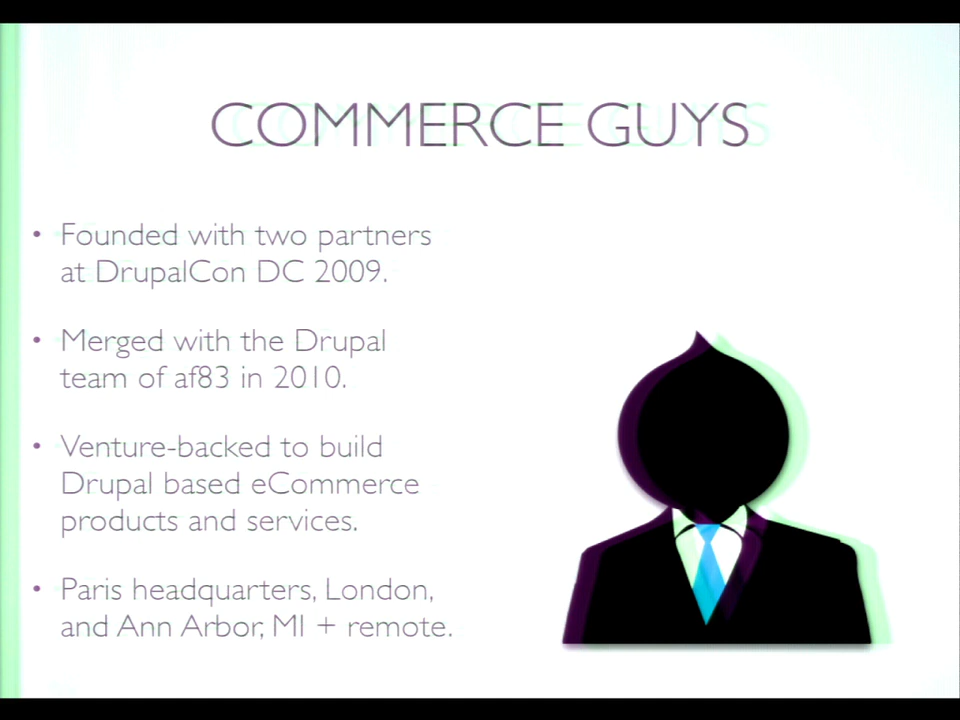 COMMERCE GUYS
• Founded with two partners
at DrupalCon DC 2009.
• Merged with the Drupal
team of af83 in 2010.
• Venture-backed to build
Drupal based eCommerce
products and services.
• Paris headquarters, London,
and Ann Arbor, MI + remote.